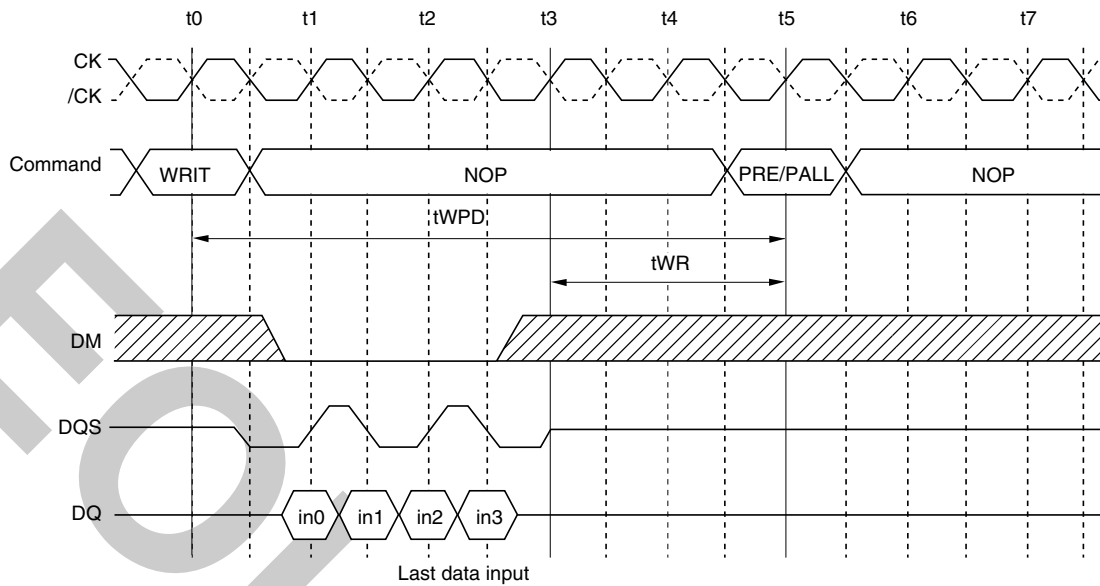 t0 t1 t2 t3 t4 t5 t6 t7
CK
/CK
Command WRIT NOP PRE/PALL NOP
tWPD
tWR
DM
DQS
DQ in0 in1 in2 in3
Last data input